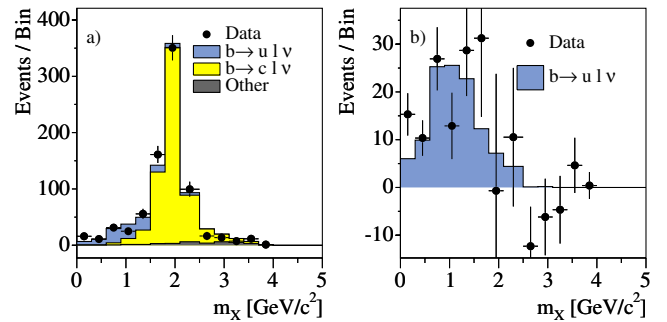 Events / Bin
400
300
200
100
0
a)
Data
b→ u l ν
b→ c l ν
Other
0 1 2 3 4 5
m_X [GeV/c²]
Events / Bin
30
20
10
0
-10
b)
Data
b→ u l ν
0 1 2 3 4 5
m_X [GeV/c²]